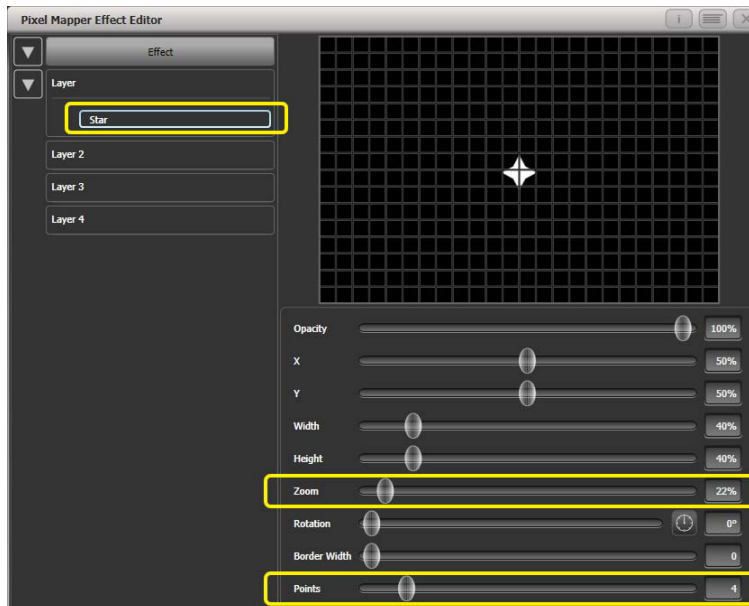 Pixel Mapper Effect Editor
i
Effect
Layer
Star
Layer 2
Layer 3
Layer 4
Opacity 100%
X 50%
Y 50%
Width 40%
Height 40%
Zoom 22%
Rotation 0°
Border Width 0
Points 4